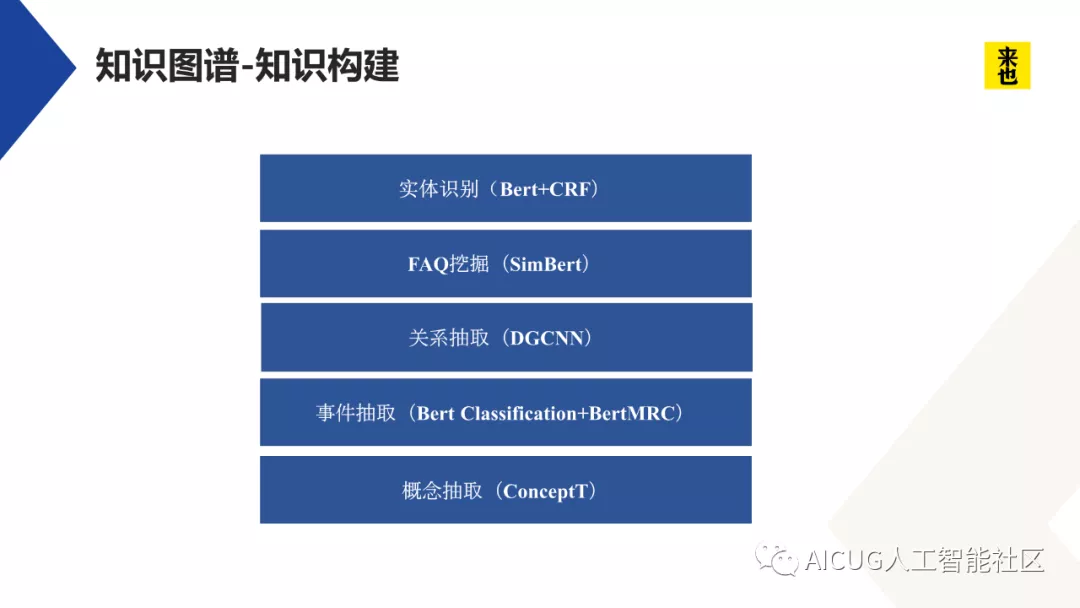 知识图谱-知识构建
来也
实体识别（Bert+CRF）
FAQ挖掘（SimBert）
关系抽取（DGCNN）
事件抽取（Bert Classification+BertMRC）
概念抽取（ConceptT）
AICUG人工智能社区